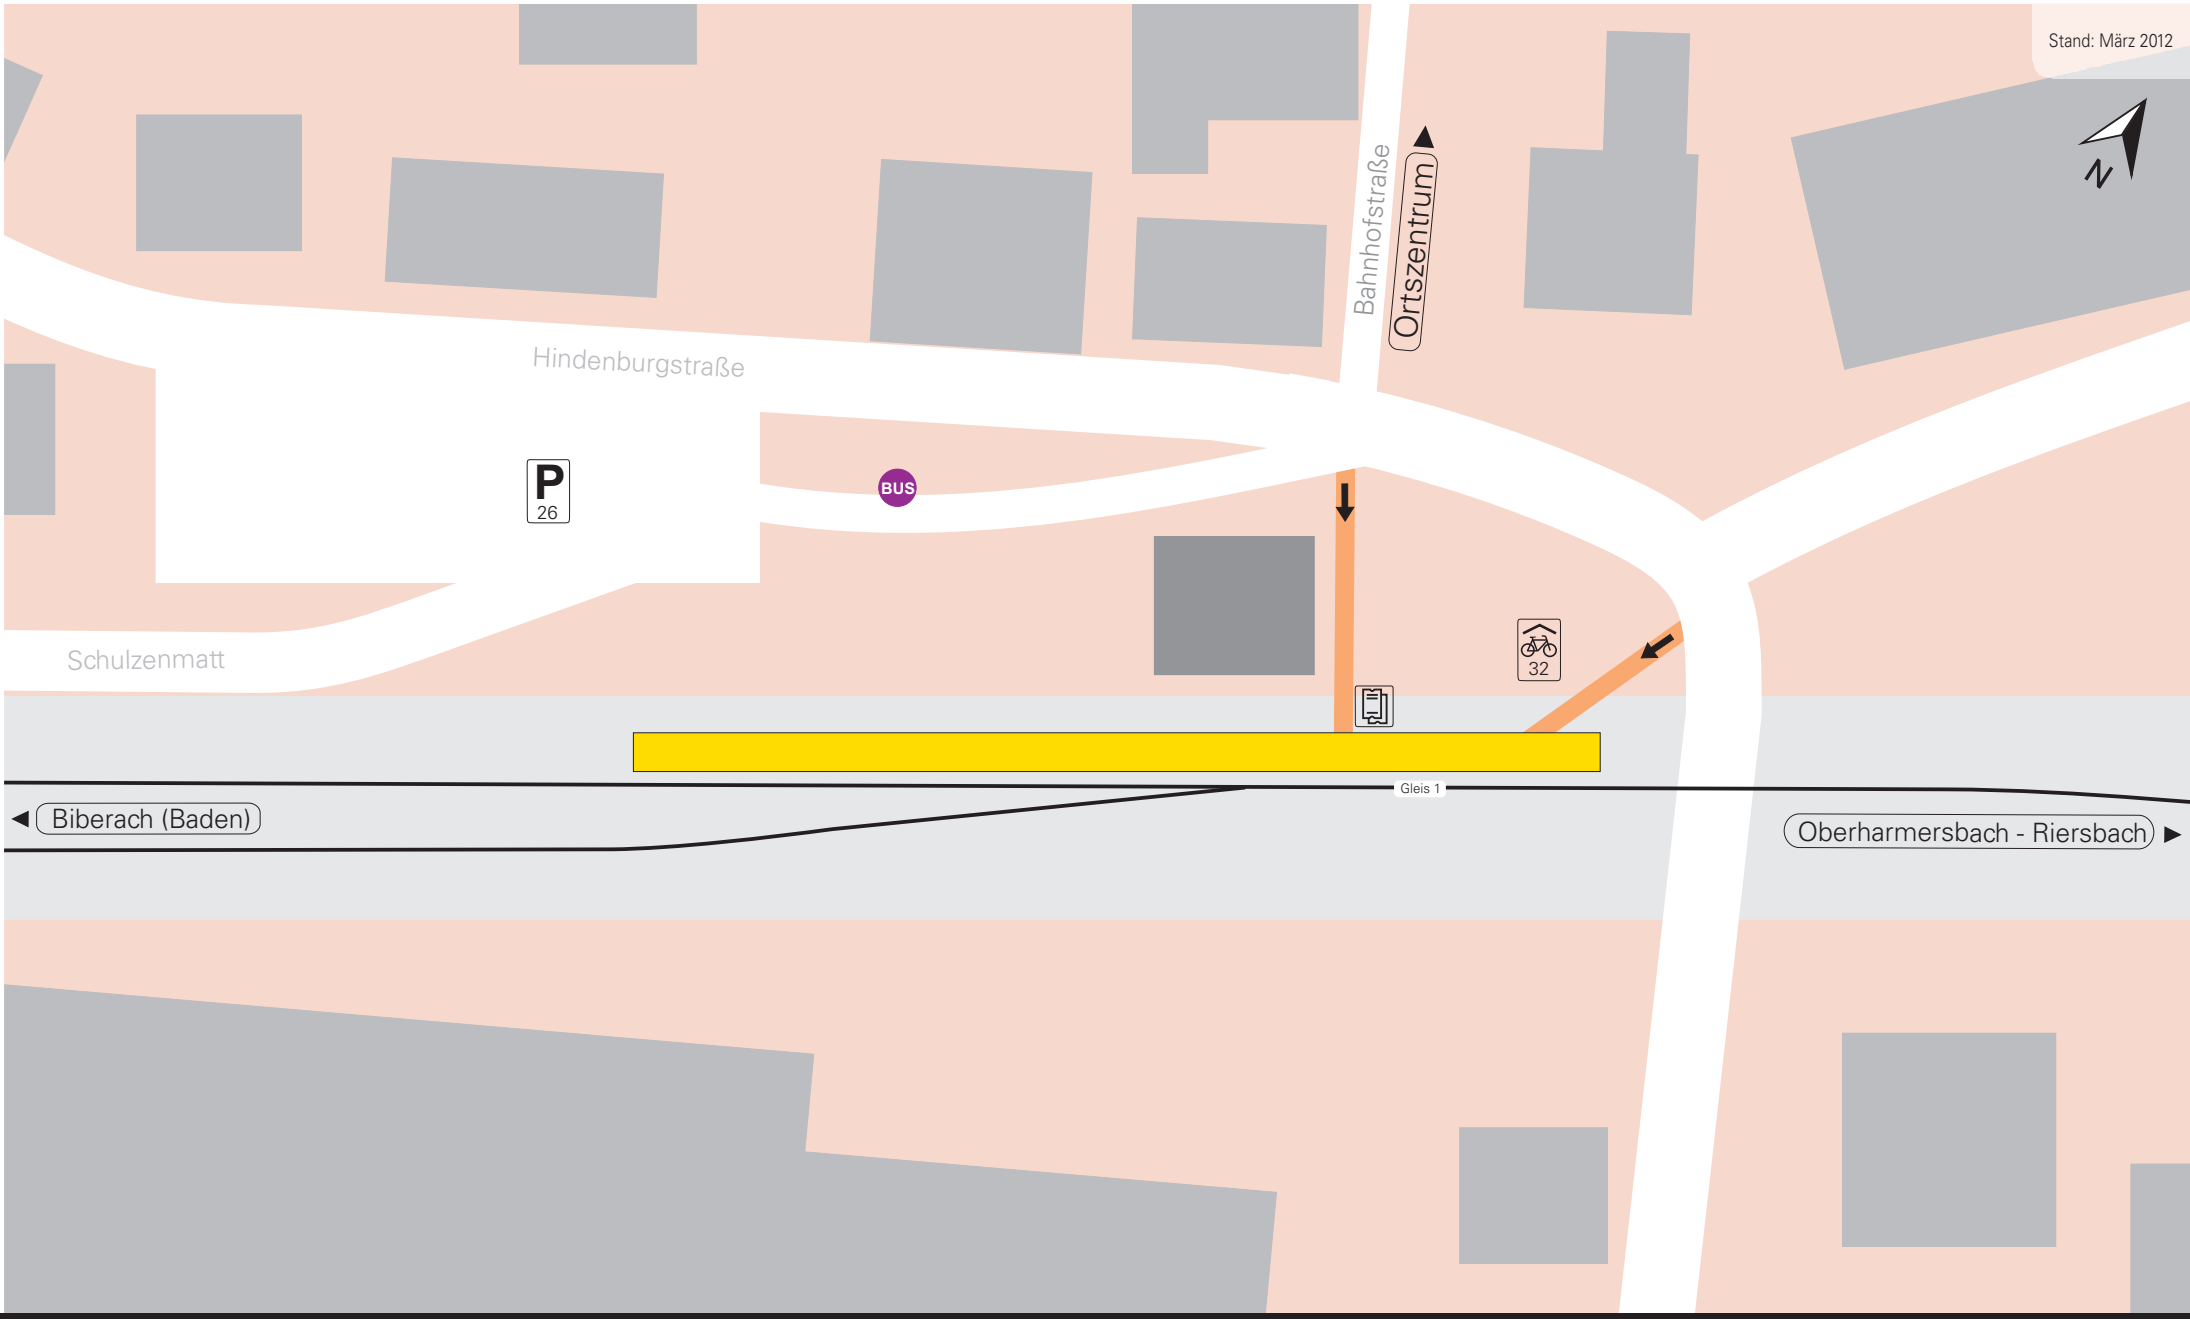 Stand: März 2012
N
Bahnhofstraße
Ortszentrum
Hindenburgstraße
P
26
BUS
32
Schulzenmatt
Gleis 1
Biberach (Baden)
Oberharmersbach - Riersbach